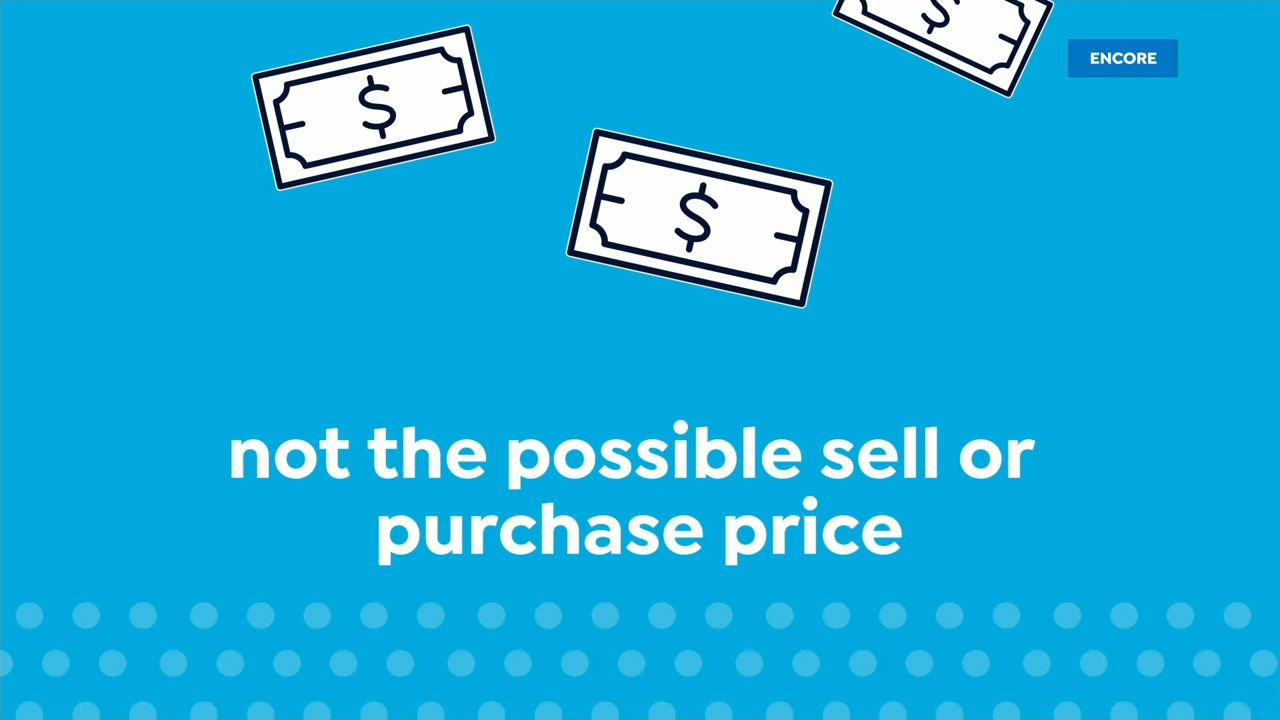 $
ENCORE
$
$
not the possible sell or
purchase price